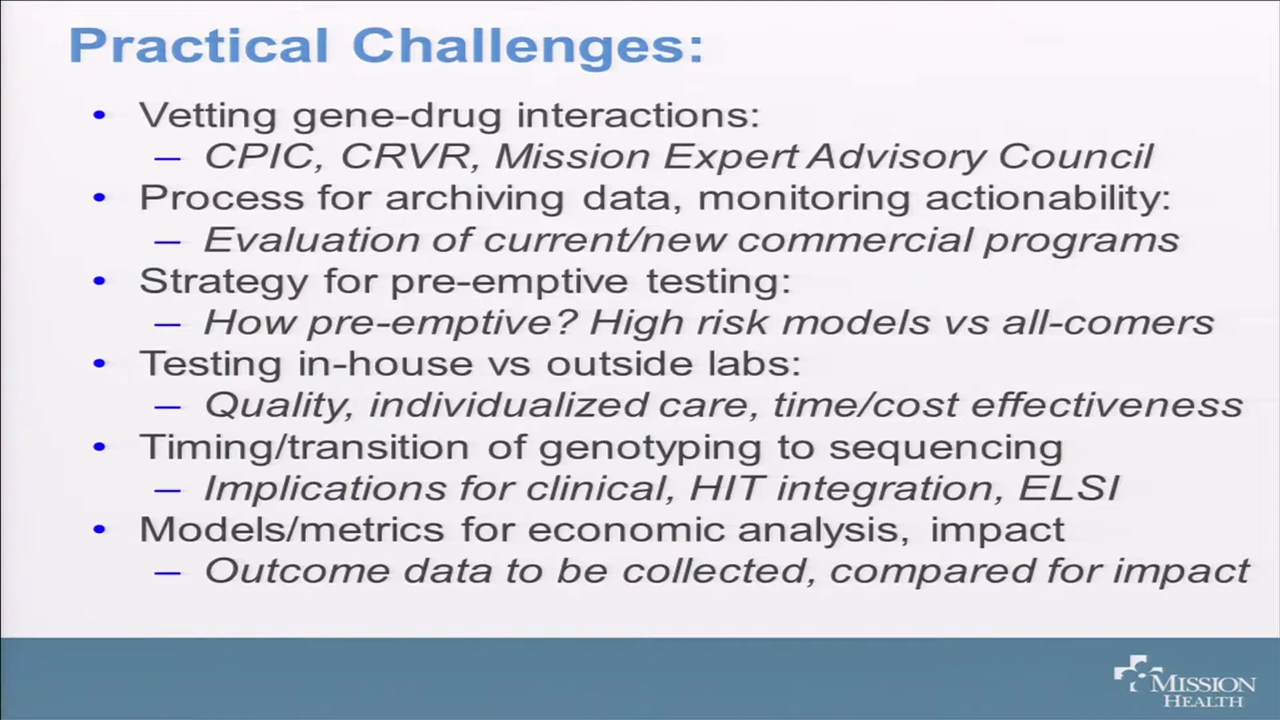 Practical Challenges:
• Vetting gene-drug interactions:
– CPIC, CRVR, Mission Expert Advisory Council
• Process for archiving data, monitoring actionability:
– Evaluation of current/new commercial programs
• Strategy for pre-emptive testing:
– How pre-emptive? High risk models vs all-comers
• Testing in-house vs outside labs:
– Quality, individualized care, time/cost effectiveness
• Timing/transition of genotyping to sequencing
– Implications for clinical, HIT integration, ELSI
• Models/metrics for economic analysis, impact
– Outcome data to be collected, compared for impact
MISSION
HEALTH